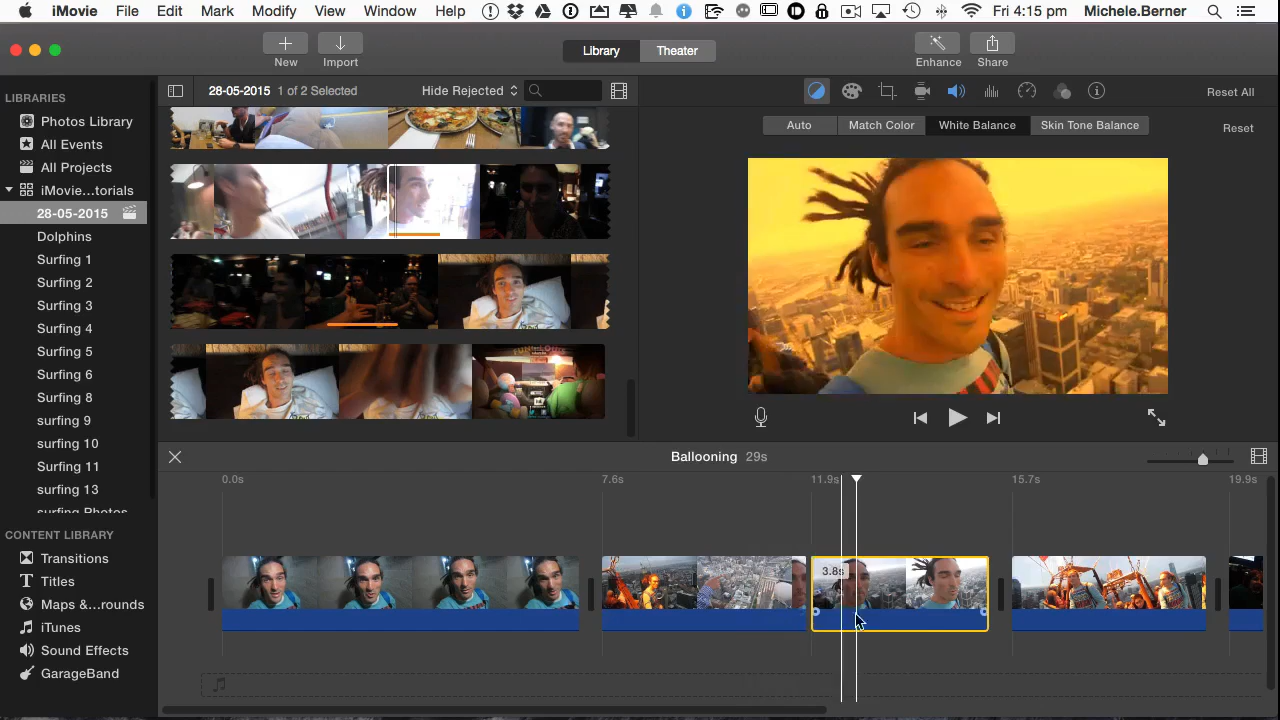 iMovie File Edit Mark Modify View Window Help Fri 4:15 pm Michele.Berner
New Import Library Theater Enhance Share
LIBRARIES
Photos Library
All Events
All Projects
iMovie...torials
28-05-2015
Dolphins
Surfing 1
Surfing 2
Surfing 3
Surfing 4
Surfing 5
Surfing 6
Surfing 8
surfing 9
surfing 10
Surfing 11
surfing 13
surfing Photos
CONTENT LIBRARY
Transitions
Titles
Maps &...rounds
iTunes
Sound Effects
GarageBand
28-05-2015 1 of 2 Selected Hide Rejected
Reset All
Auto Match Color White Balance Skin Tone Balance Reset
Ballooning 29s
0.0s 7.6s 11.9s 15.7s 19.9s
3.8s